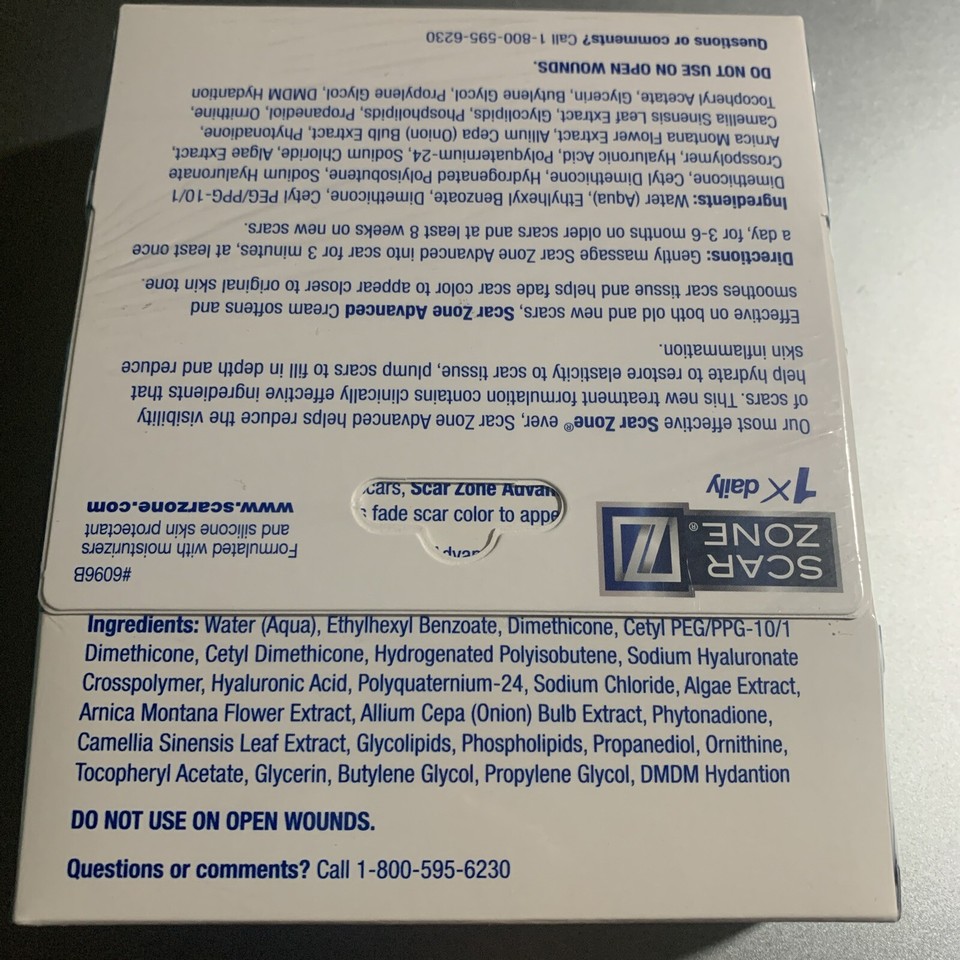 SCAR
ZONE®
1X daily
#6096B
Formulated with moisturizers
and silicone skin protectant
www.scarzone.com
Our most effective Scar Zone® ever, Scar Zone Advanced helps reduce the visibility
of scars. This new treatment formulation contains clinically effective ingredients that
help hydrate to restore elasticity to scar tissue, plump scars to fill in depth and reduce
skin inflammation.
Effective on both old and new scars, Scar Zone Advanced Cream softens and
smoothes scar tissue and helps fade scar color to appear closer to original skin tone.
Directions: Gently massage Scar Zone Advanced into scar for 3 minutes, at least once
a day, for 3-6 months on older scars and at least 8 weeks on new scars.
Ingredients: Water (Aqua), Ethylhexyl Benzoate, Dimethicone, Cetyl PEG/PPG-10/1
Dimethicone, Cetyl Dimethicone, Hydrogenated Polyisobutene, Sodium Hyaluronate
Crosspolymer, Hyaluronic Acid, Polyquaternium-24, Sodium Chloride, Algae Extract,
Arnica Montana Flower Extract, Allium Cepa (Onion) Bulb Extract, Phytonadione,
Camellia Sinensis Leaf Extract, Glycolipids, Phospholipids, Propanediol, Ornithine,
Tocopheryl Acetate, Glycerin, Butylene Glycol, Propylene Glycol, DMDM Hydantion
DO NOT USE ON OPEN WOUNDS.
Questions or comments? Call 1-800-595-6230
cars, Scar Zone Advan
s fade scar color to appe
Advan
Ingredients: Water (Aqua), Ethylhexyl Benzoate, Dimethicone, Cetyl PEG/PPG-10/1
Dimethicone, Cetyl Dimethicone, Hydrogenated Polyisobutene, Sodium Hyaluronate
Crosspolymer, Hyaluronic Acid, Polyquaternium-24, Sodium Chloride, Algae Extract,
Arnica Montana Flower Extract, Allium Cepa (Onion) Bulb Extract, Phytonadione,
Camellia Sinensis Leaf Extract, Glycolipids, Phospholipids, Propanediol, Ornithine,
Tocopheryl Acetate, Glycerin, Butylene Glycol, Propylene Glycol, DMDM Hydantion
DO NOT USE ON OPEN WOUNDS.
Questions or comments? Call 1-800-595-6230